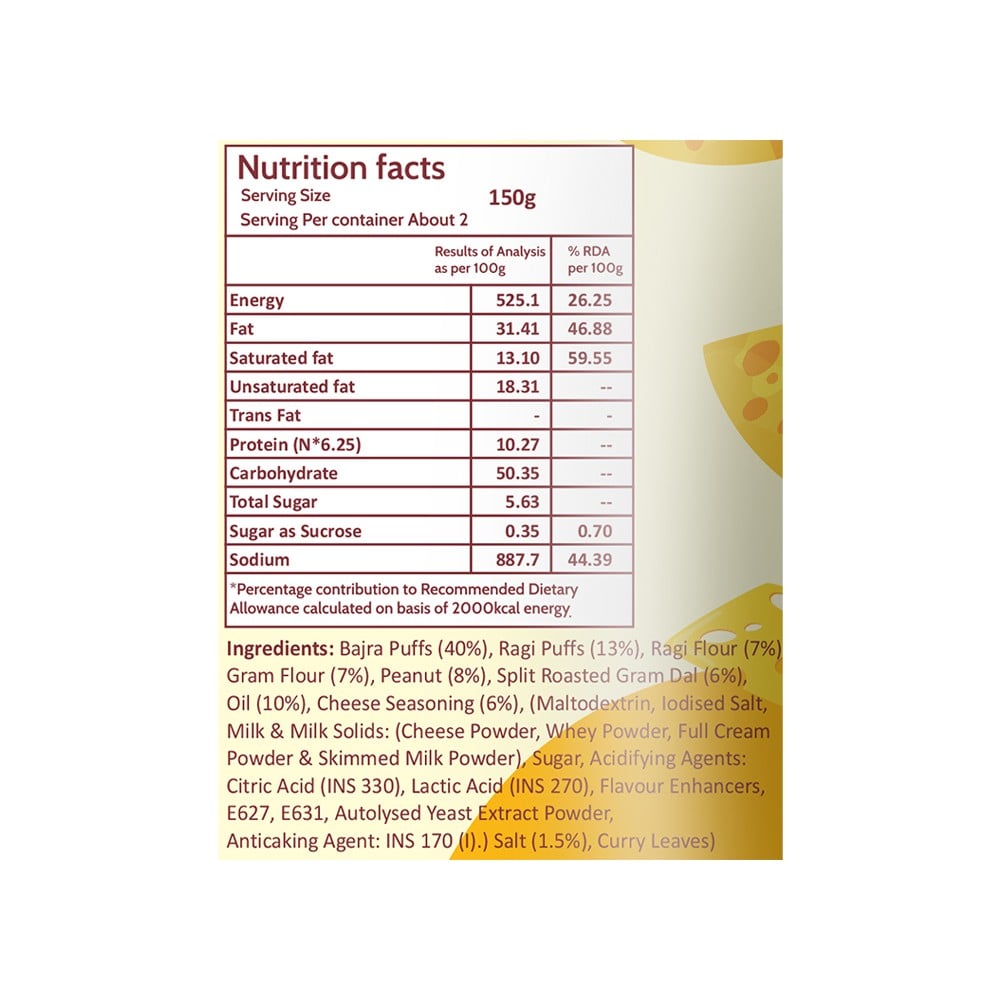 Nutrition facts
Serving Size 150g
Serving Per container About 2
Results of Analysis as per 100g % RDA per 100g
Energy 525.1 26.25
Fat 31.41 46.88
Saturated fat 13.10 59.55
Unsaturated fat 18.31 --
Trans Fat - -
Protein (N*6.25) 10.27 --
Carbohydrate 50.35 --
Total Sugar 5.63 --
Sugar as Sucrose 0.35 0.70
Sodium 887.7 44.39
*Percentage contribution to Recommended Dietary
Allowance calculated on basis of 2000kcal energy.
Ingredients: Bajra Puffs (40%), Ragi Puffs (13%), Ragi Flour (7%)
Gram Flour (7%), Peanut (8%), Split Roasted Gram Dal (6%),
Oil (10%), Cheese Seasoning (6%), (Maltodextrin, Iodised Salt,
Milk & Milk Solids: (Cheese Powder, Whey Powder, Full Cream
Powder & Skimmed Milk Powder), Sugar, Acidifying Agents:
Citric Acid (INS 330), Lactic Acid (INS 270), Flavour Enhancers,
E627, E631, Autolysed Yeast Extract Powder,
Anticaking Agent: INS 170 (I).) Salt (1.5%), Curry Leaves)